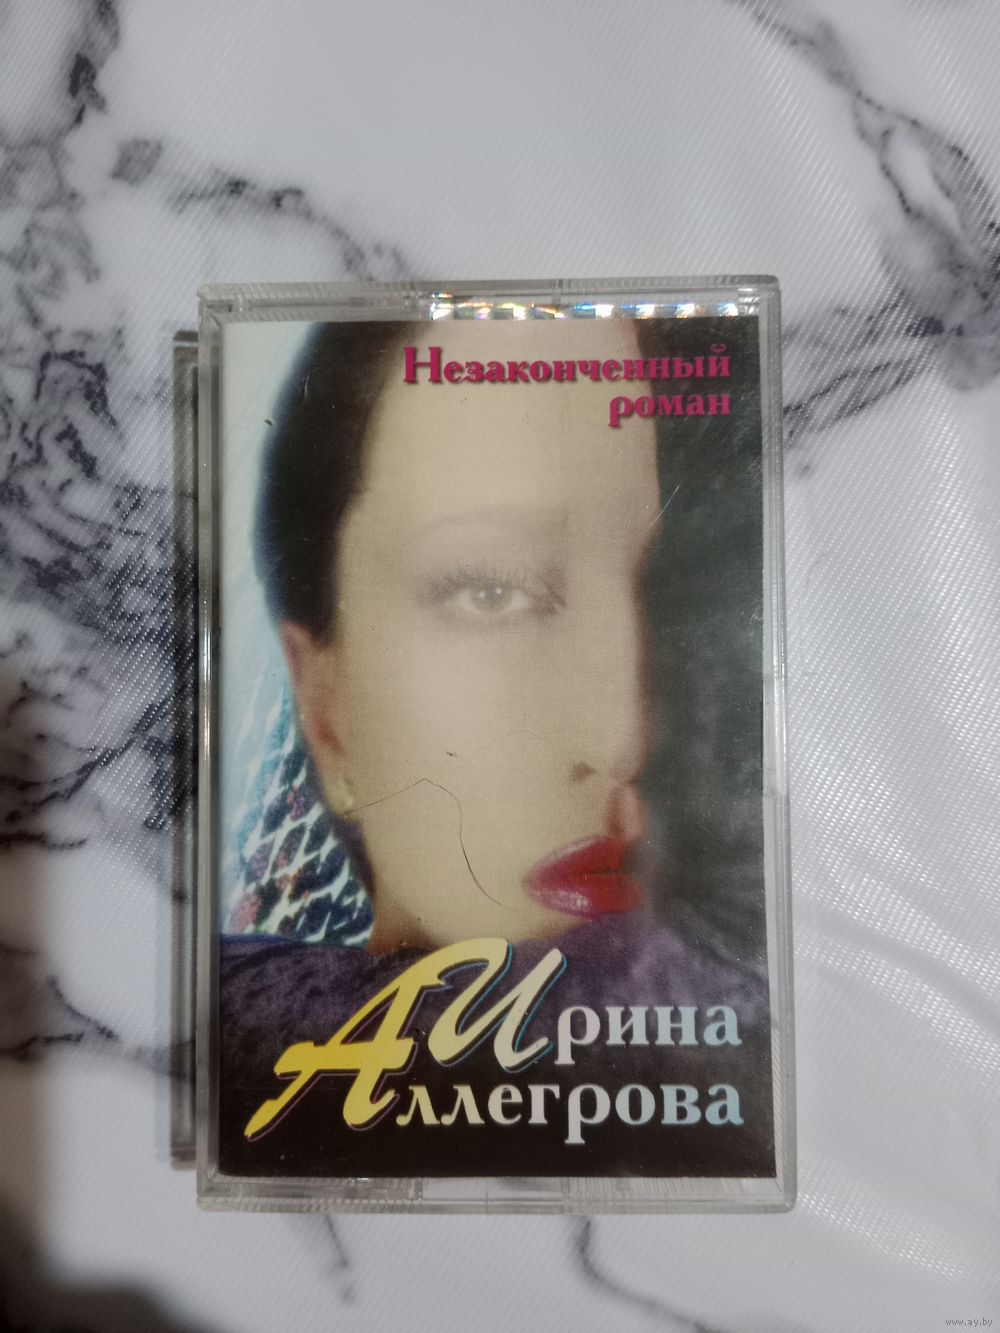 Незаконченный
роман
Ирина
Аллегрова
www.ay.by